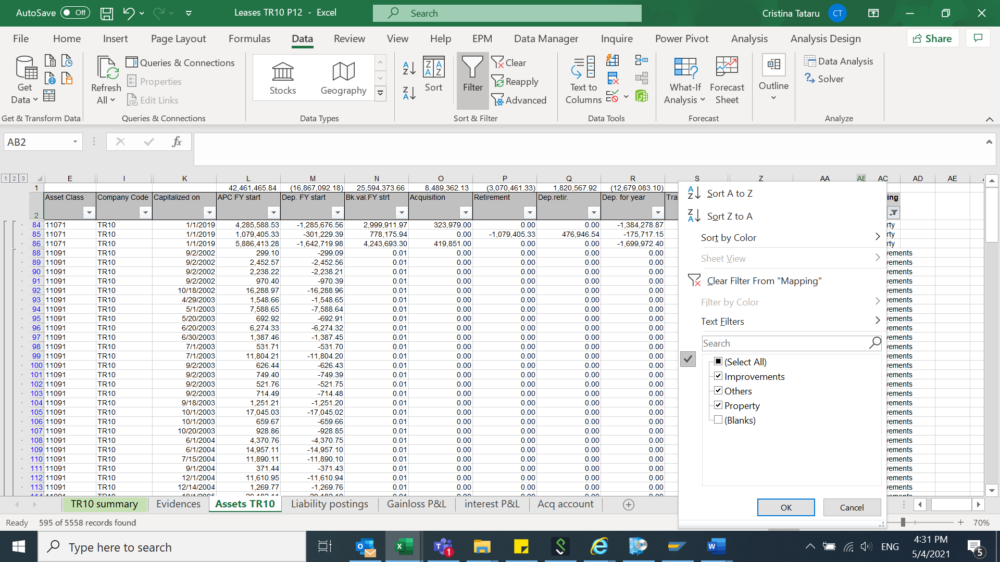 AutoSave Off Leases TR10 P12 - Excel Search Cristina Tataru CT
File Home Insert Page Layout Formulas Data Review View Help EPM Data Manager Inquire Power Pivot Analysis Analysis Design Share
Get Data
Refresh All
Queries & Connections
Properties
Edit Links
Stocks
Geography
Sort
Filter
Clear
Reapply
Advanced
Text to Columns
What-If Analysis
Forecast Sheet
Outline
Data Analysis
Solver
Get & Transform Data Queries & Connections Data Types Sort & Filter Data Tools Forecast Analyze
AB2 fx
1 2 3 E I K L M N O P Q R S Z AA AE AC AD AE
1 42,461,465.84 (16,867,092.18) 25,594,373.66 8,489,362.13 (3,070,461.33) 1,820,567.92 (12,679,083.10)
2 Asset Class Company Code Capitalized on APC FY start Dep. FY start Bk.val.FY strt Acquisition Retirement Dep.retir. Dep. for year Tra ing
84 11071 TR10 1/1/2019 4,285,588.53 -1,285,676.56 2,999,911.97 323,979.00 0.00 0.00 -1,384,278.87 rty
85 11071 TR10 1/1/2019 1,079,405.33 -301,229.39 778,175.94 0.00 -1,079,405.33 476,946.54 -175,717.15 rty
86 11071 TR10 1/1/2019 5,886,413.28 -1,642,719.98 4,243,693.30 419,851.00 0.00 0.00 -1,699,972.40 rty
88 11091 TR10 9/2/2002 299.10 -299.09 0.01 0.00 0.00 0.00 0.00 vements
89 11091 TR10 9/2/2002 2,452.57 -2,452.56 0.01 0.00 0.00 0.00 0.00 vements
90 11091 TR10 9/2/2002 2,238.22 -2,238.21 0.01 0.00 0.00 0.00 0.00 vements
91 11091 TR10 9/2/2002 970.40 -970.39 0.01 0.00 0.00 0.00 0.00 vements
92 11091 TR10 10/18/2002 16,288.97 -16,288.96 0.01 0.00 0.00 0.00 0.00 vements
93 11091 TR10 4/29/2003 1,548.66 -1,548.65 0.01 0.00 0.00 0.00 0.00 vements
94 11091 TR10 5/1/2003 7,588.65 -7,588.64 0.01 0.00 0.00 0.00 0.00 vements
95 11091 TR10 5/20/2003 692.92 -692.91 0.01 0.00 0.00 0.00 0.00 vements
96 11091 TR10 6/20/2003 6,274.33 -6,274.32 0.01 0.00 0.00 0.00 0.00 vements
97 11091 TR10 6/30/2003 1,387.46 -1,387.45 0.01 0.00 0.00 0.00 0.00 vements
98 11091 TR10 7/1/2003 531.71 -531.70 0.01 0.00 0.00 0.00 0.00 vements
99 11091 TR10 7/1/2003 11,804.21 -11,804.20 0.01 0.00 0.00 0.00 0.00 vements
100 11091 TR10 9/2/2003 626.44 -626.43 0.01 0.00 0.00 0.00 0.00 vements
101 11091 TR10 9/2/2003 749.40 -749.39 0.01 0.00 0.00 0.00 0.00 vements
102 11091 TR10 9/2/2003 521.76 -521.75 0.01 0.00 0.00 0.00 0.00 vements
103 11091 TR10 9/2/2003 714.49 -714.48 0.01 0.00 0.00 0.00 0.00 vements
104 11091 TR10 9/18/2003 1,251.21 -1,251.20 0.01 0.00 0.00 0.00 0.00 vements
105 11091 TR10 10/1/2003 17,045.03 -17,045.02 0.01 0.00 0.00 0.00 0.00 vements
106 11091 TR10 10/1/2003 659.67 -659.66 0.01 0.00 0.00 0.00 0.00 vements
107 11091 TR10 10/20/2003 928.86 -928.85 0.01 0.00 0.00 0.00 0.00 vements
108 11091 TR10 6/1/2004 4,370.76 -4,370.75 0.01 0.00 0.00 0.00 0.00 vements
109 11091 TR10 6/1/2004 14,957.11 -14,957.10 0.01 0.00 0.00 0.00 0.00 vements
110 11091 TR10 7/15/2004 11,890.11 -11,890.10 0.01 0.00 0.00 0.00 0.00 vements
111 11091 TR10 9/1/2004 371.44 -371.43 0.01 0.00 0.00 0.00 0.00 vements
112 11091 TR10 12/1/2004 11,610.95 -11,610.94 0.01 0.00 0.00 0.00 0.00 vements
113 11091 TR10 12/14/2004 1,269.77 -1,269.76 0.01 0.00 0.00 0.00 0.00 vements
Sort A to Z
Sort Z to A
Sort by Color
Sheet View
Clear Filter From "Mapping"
Filter by Color
Text Filters
Search
(Select All)
Improvements
Others
Property
(Blanks)
OK Cancel
TR10 summary Evidences Assets TR10 Liability postings Gainloss P&L interest P&L Acq account
Ready 595 of 5558 records found 70%
Type here to search ENG 4:31 PM
5/4/2021 5